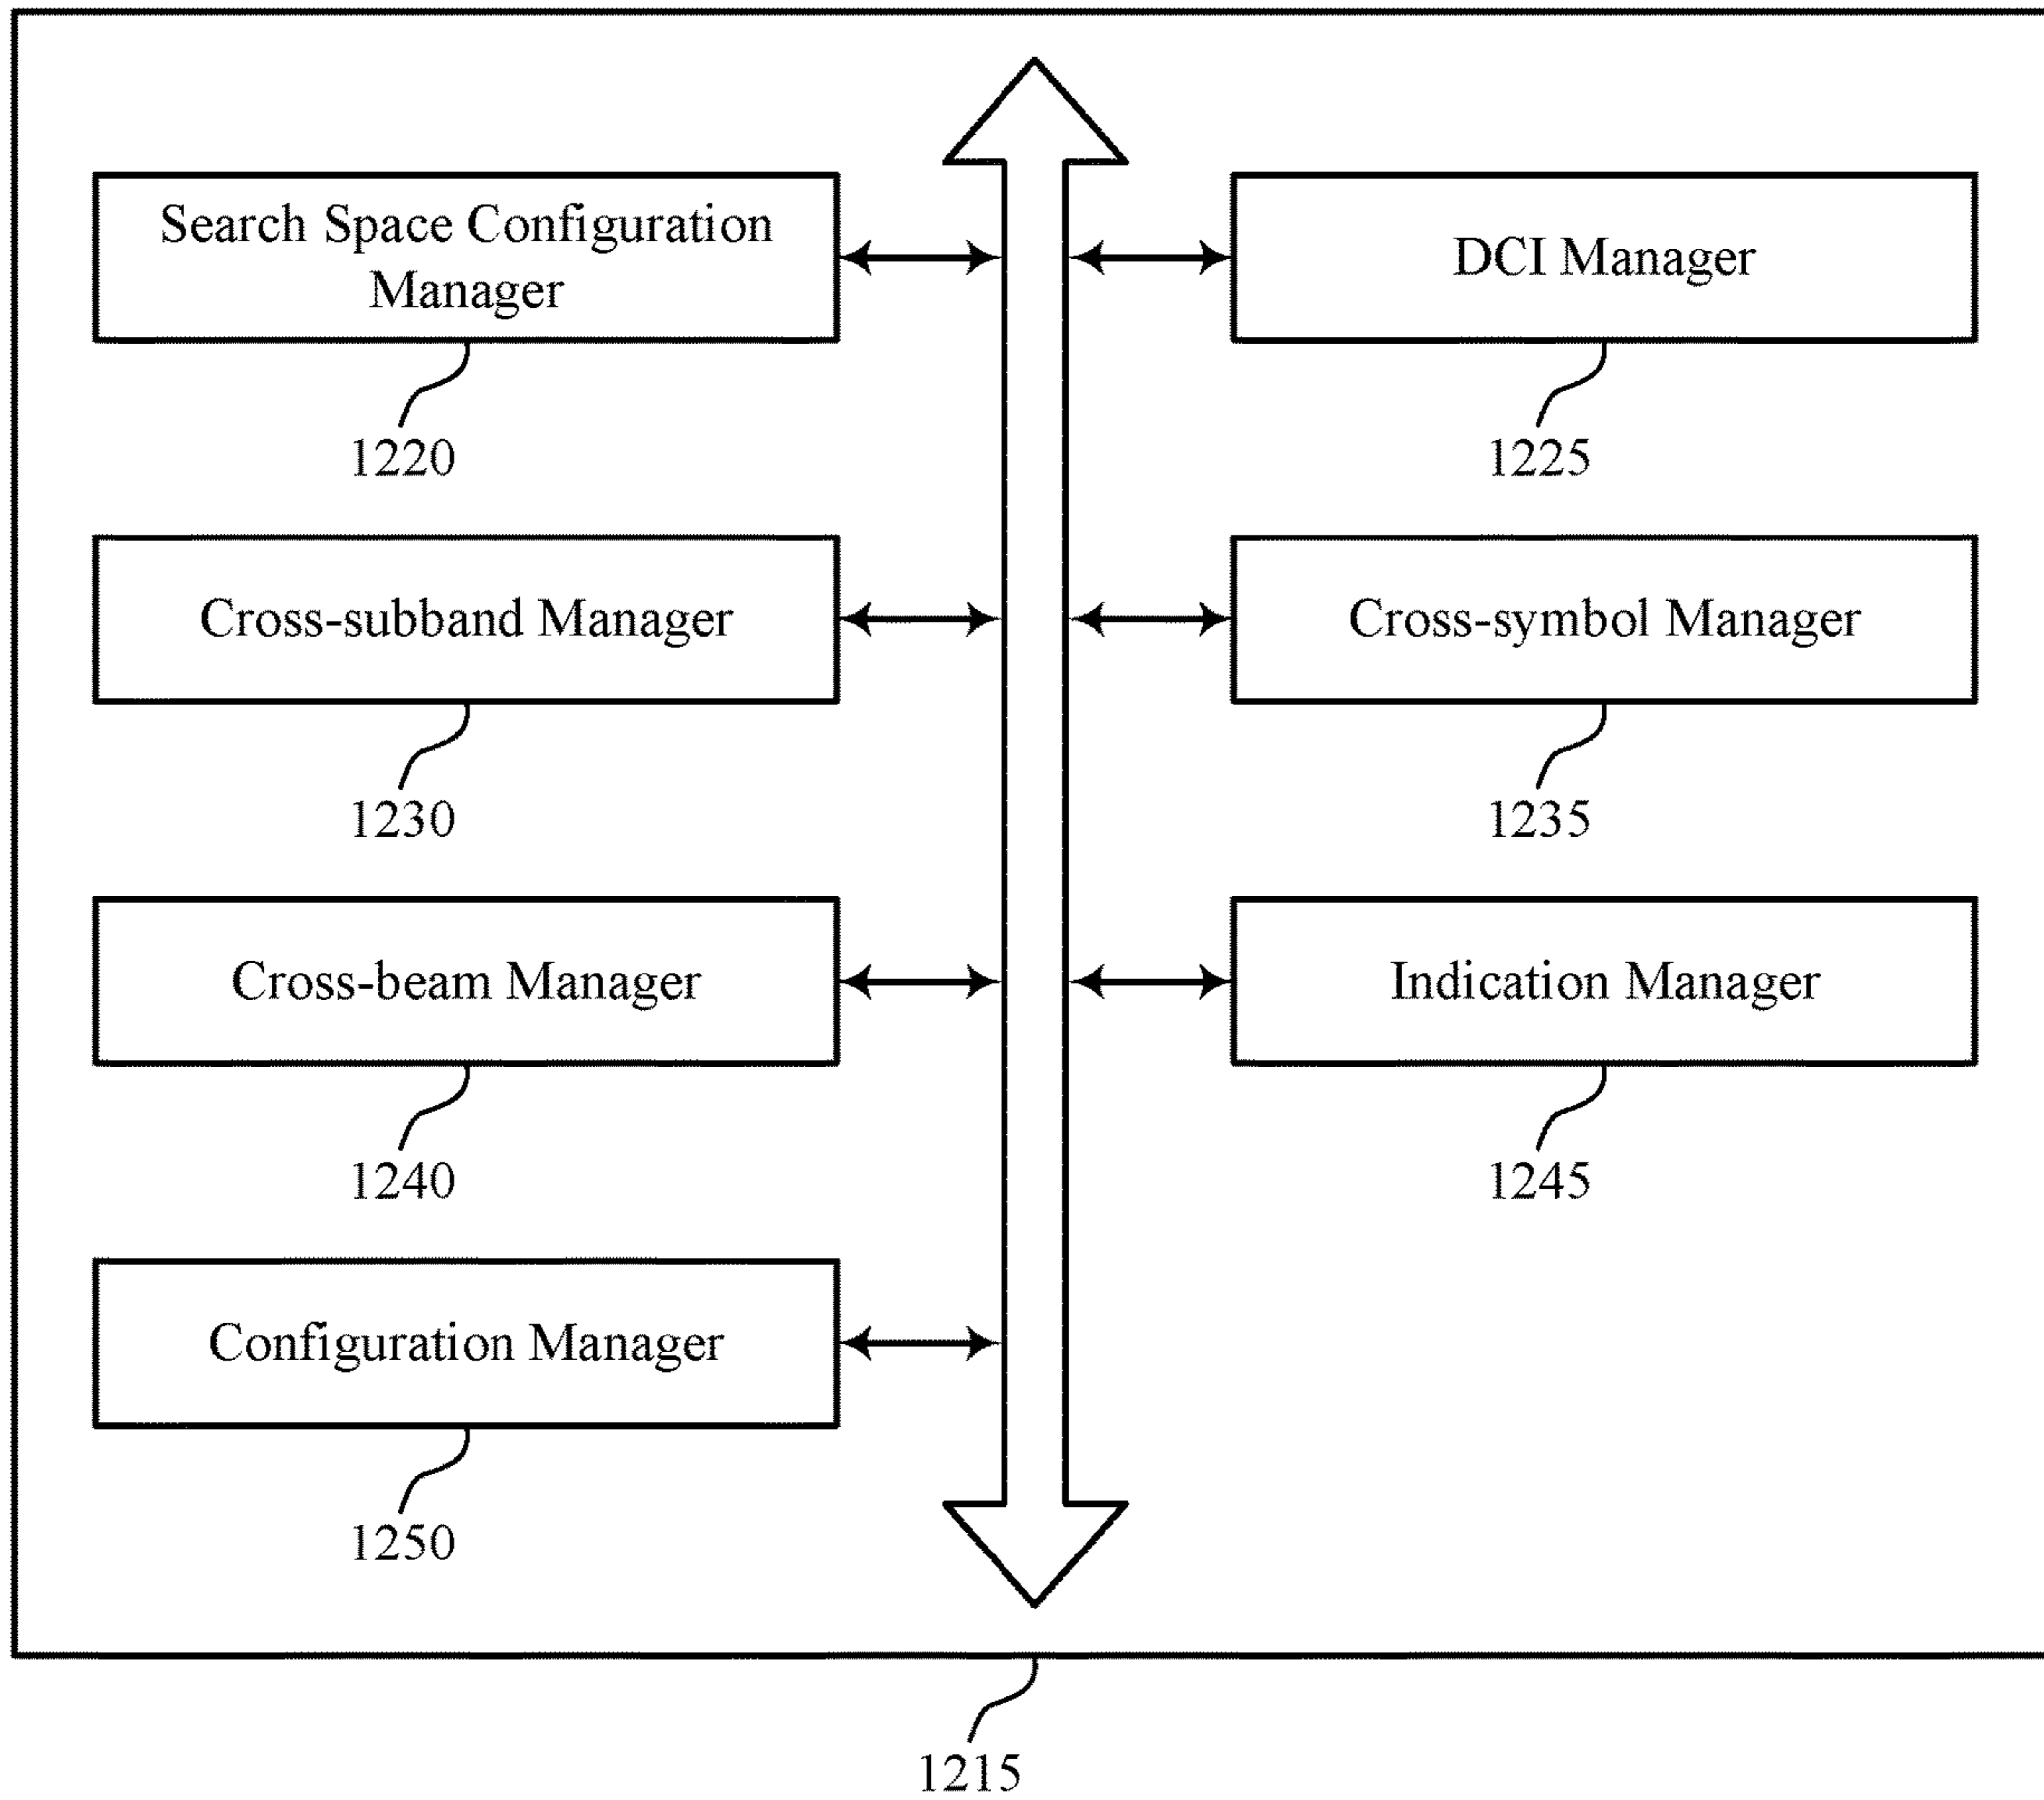 Search Space Configuration
Manager
1220
DCI Manager
1225
Cross-subband Manager
1230
Cross-symbol Manager
1235
Cross-beam Manager
1240
Indication Manager
1245
Configuration Manager
1250
1215